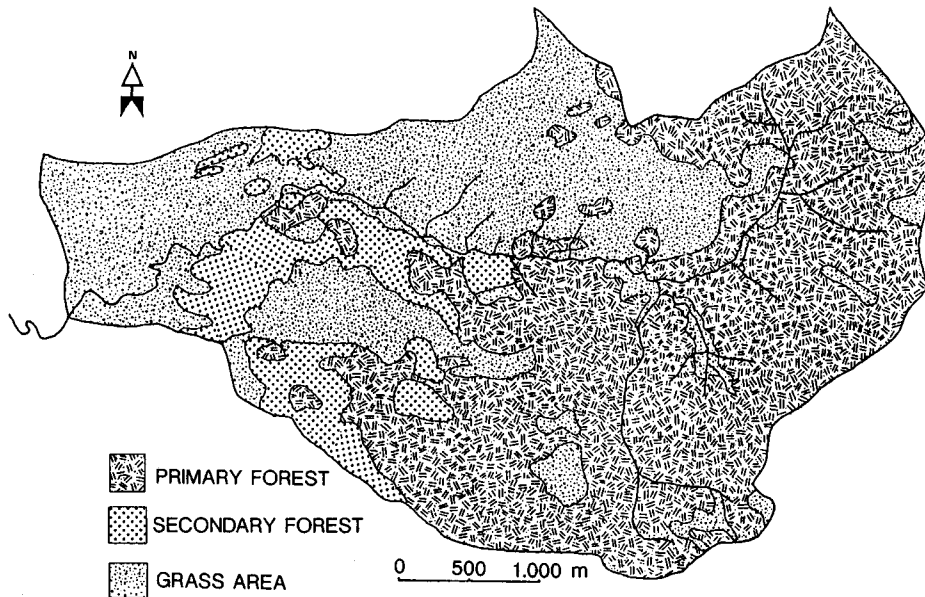 N
PRIMARY FOREST
SECONDARY FOREST
GRASS AREA
0 500 1.000 m